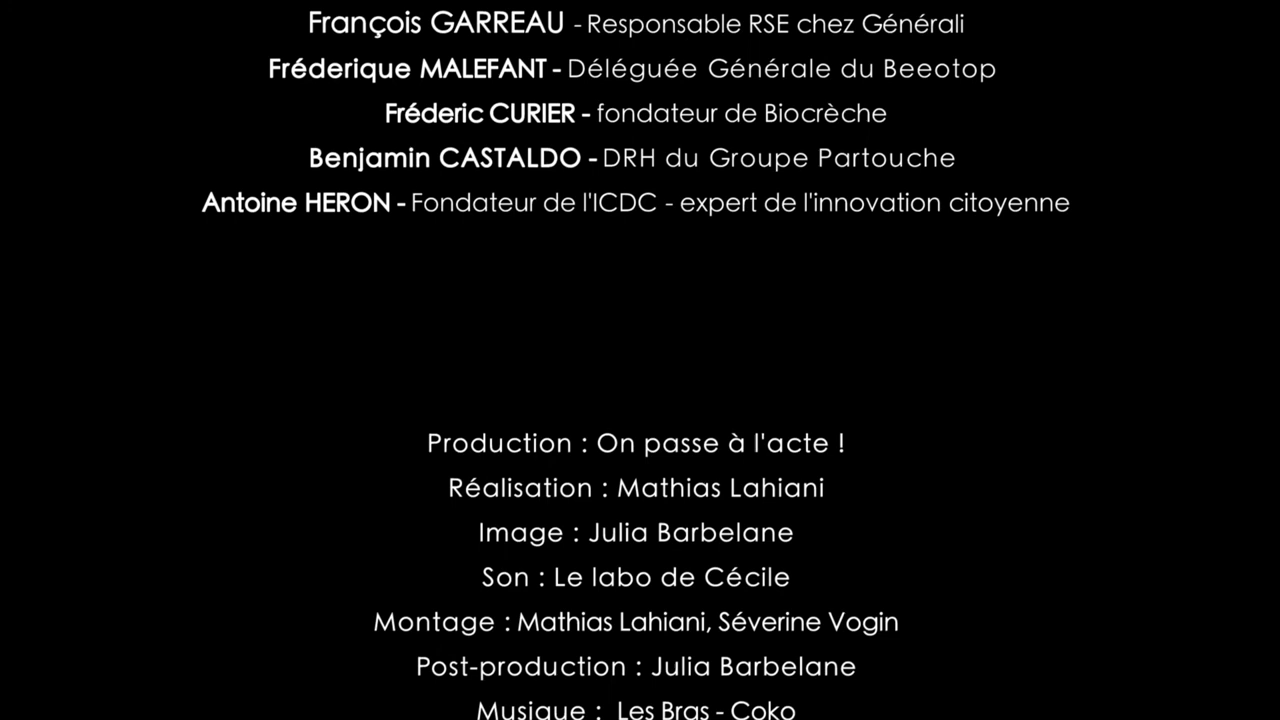 François GARREAU - Responsable RSE chez Générali
Fréderique MALEFANT - Déléguée Générale du Beeotop
Fréderic CURIER - fondateur de Biocrèche
Benjamin CASTALDO - DRH du Groupe Partouche
Antoine HERON - Fondateur de l'ICDC - expert de l'innovation citoyenne
Production : On passe à l'acte !
Réalisation : Mathias Lahiani
Image : Julia Barbelane
Son : Le labo de Cécile
Montage : Mathias Lahiani, Séverine Vogin
Post-production : Julia Barbelane
Musique : Les Bras - Coko